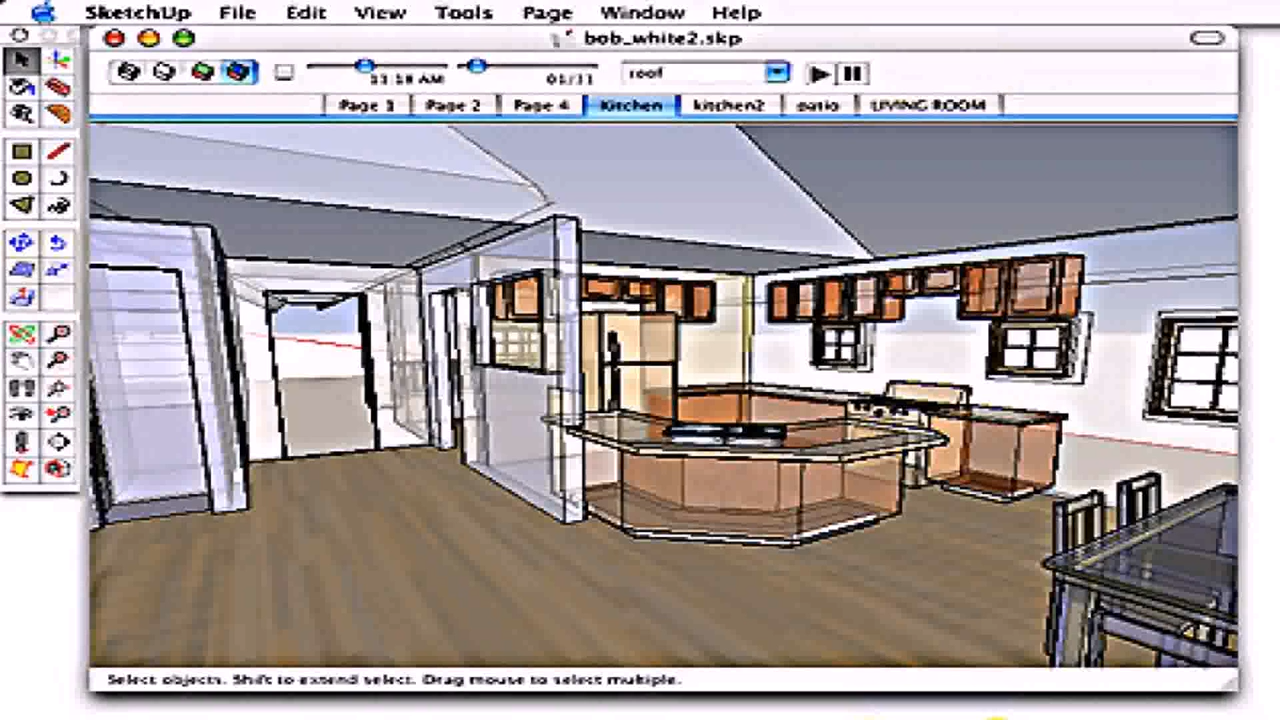 SketchUp File Edit View Tools Page Window Help
bob_white2.skp
11:18 AM 01/11 roof
Page 1 Page 2 Page 4 Kitchen kitchen2 patio LIVING ROOM
Select objects. Shift to extend select. Drag mouse to select multiple.